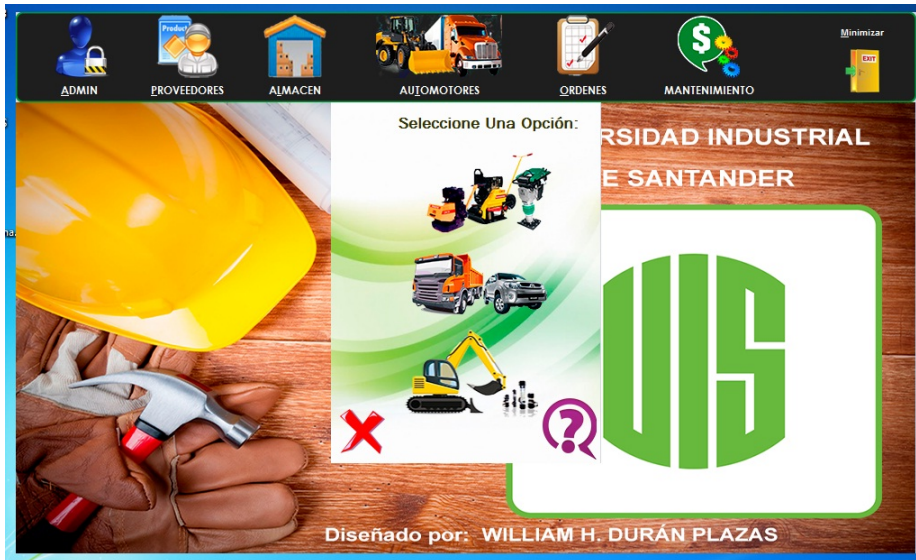 Minimizar
Product
EXIT
ADMIN
PROVEEDORES
ALMACEN
AUTOMOTORES
ORDENES
MANTENIMIENTO
Seleccione Una Opción:
RSIDAD INDUSTRIAL
E SANTANDER
UIS
Diseñado por: WILLIAM H. DURÁN PLAZAS